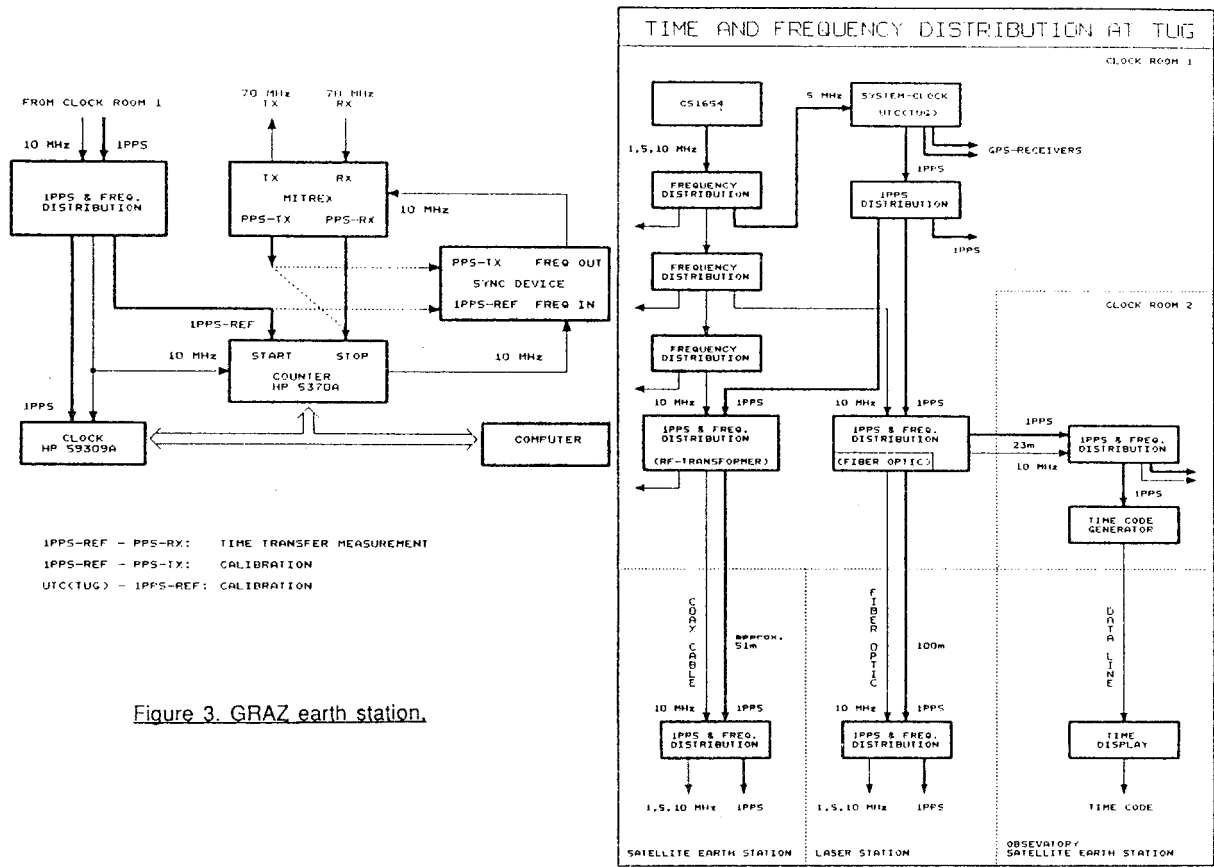 FROM CLOCK ROOM 1
10 MHz
1PPS
1PPS & FREQ.
DISTRIBUTION
70 MHz
TX
70 MHz
RX
TX
RX
MITREX
PPS-TX
PPS-RX
10 MHz
PPS-TX
FREQ OUT
SYNC DEVICE
1PPS-REF
FREQ IN
1PPS-REF
10 MHz
START
STOP
COUNTER
HP 5370A
10 MHz
1PPS
CLOCK
HP 59309A
COMPUTER
1PPS-REF - PPS-RX: TIME TRANSFER MEASUREMENT
1PPS-REF - PPS-TX: CALIBRATION
UTC(TUG) - 1PPS-REF: CALIBRATION
Figure 3. GRAZ earth station.
TIME AND FREQUENCY DISTRIBUTION AT TUG
CLOCK ROOM 1
CS1654
5 MHz
SYSTEM-CLOCK
UTC(TUG)
GPS-RECEIVERS
1,5,10 MHz
1PPS
FREQUENCY
DISTRIBUTION
1PPS
DISTRIBUTION
1PPS
FREQUENCY
DISTRIBUTION
CLOCK ROOM 2
FREQUENCY
DISTRIBUTION
10 MHz
1PPS
10 MHz
1PPS
1PPS & FREQ.
DISTRIBUTION
(RF-TRANSFORMER)
1PPS & FREQ.
DISTRIBUTION
(FIBER OPTIC)
1PPS
23m
10 MHz
1PPS & FREQ.
DISTRIBUTION
1PPS
TIME CODE
GENERATOR
COAX CABLE
approx.
51m
FIBER OPTIC
100m
DATA LINE
10 MHz
1PPS
10 MHz
1PPS
1PPS & FREQ.
DISTRIBUTION
1PPS & FREQ.
DISTRIBUTION
TIME
DISPLAY
1,5,10 MHz
1PPS
1,5,10 MHz
1PPS
TIME CODE
SATELLITE EARTH STATION
LASER STATION
OBSERVATORY
SATELLITE EARTH STATION